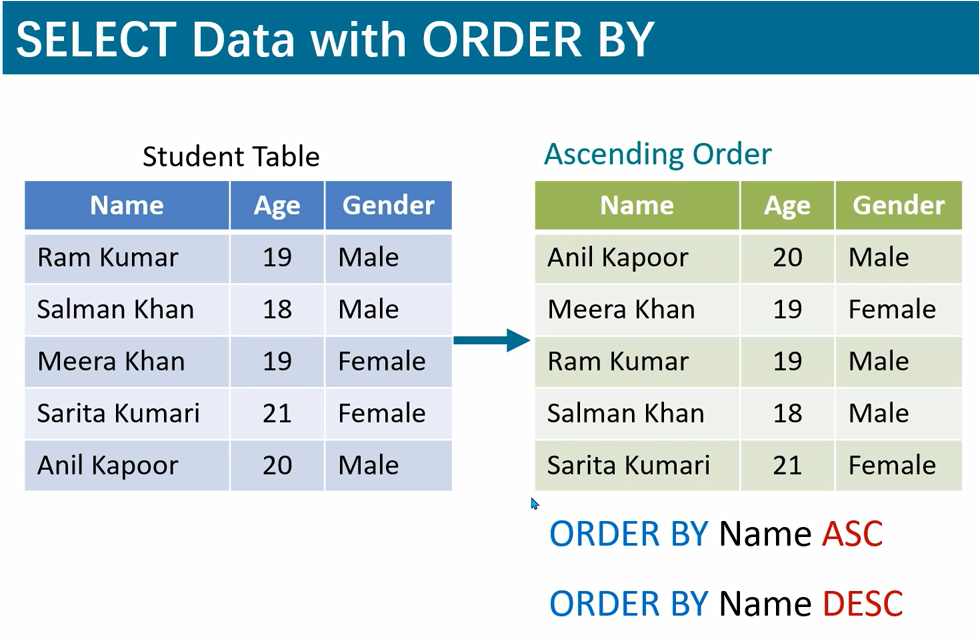 SELECT Data with ORDER BY
Student Table
Name Age Gender
Ram Kumar 19 Male
Salman Khan 18 Male
Meera Khan 19 Female
Sarita Kumari 21 Female
Anil Kapoor 20 Male
Ascending Order
Name Age Gender
Anil Kapoor 20 Male
Meera Khan 19 Female
Ram Kumar 19 Male
Salman Khan 18 Male
Sarita Kumari 21 Female
ORDER BY Name ASC
ORDER BY Name DESC